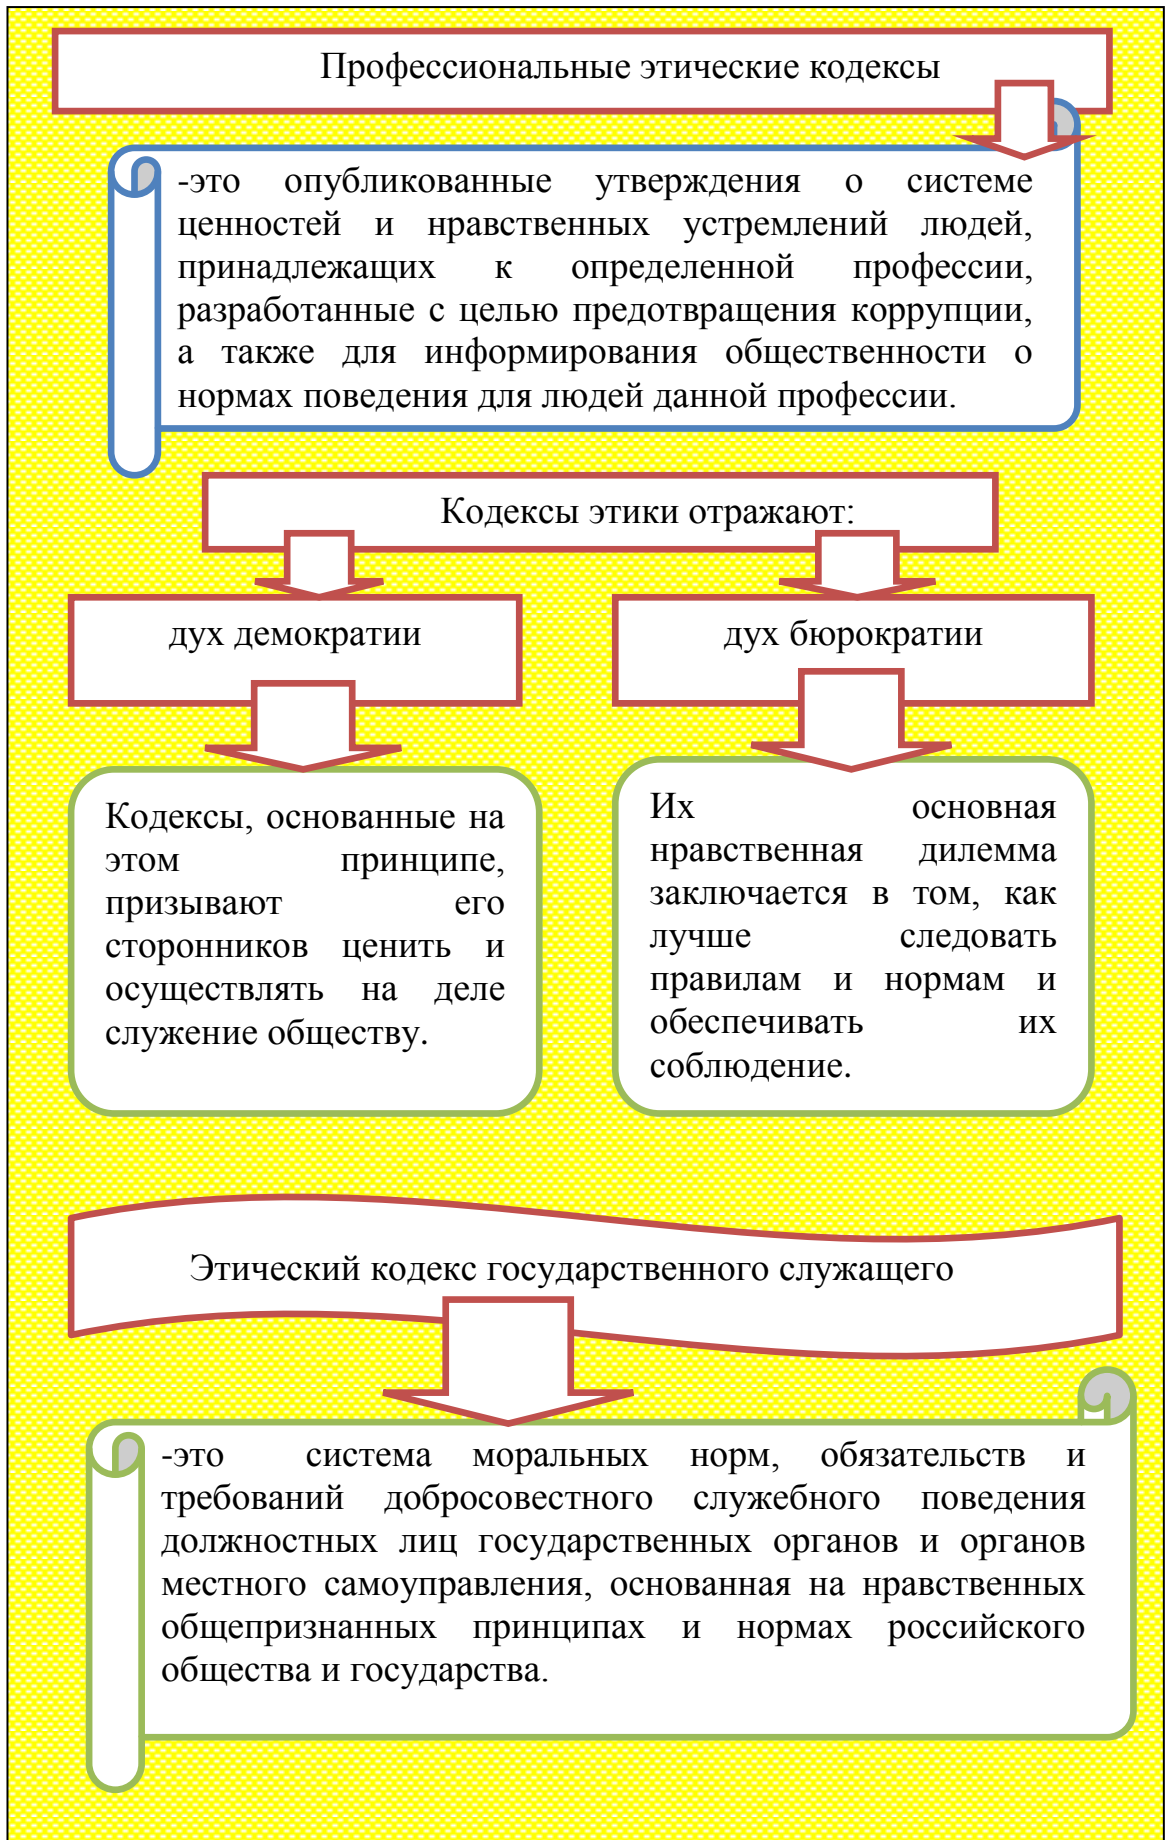 Профессиональные этические кодексы
-это опубликованные утверждения о системе
ценностей и нравственных устремлений людей,
принадлежащих к определенной профессии,
разработанные с целью предотвращения коррупции,
а также для информирования общественности о
нормах поведения для людей данной профессии.
Кодексы этики отражают:
дух демократии
дух бюрократии
Кодексы, основанные на
этом принципе,
призывают его
сторонников ценить и
осуществлять на деле
служение обществу.
Их основная
нравственная дилемма
заключается в том, как
лучше следовать
правилам и нормам и
обеспечивать их
соблюдение.
Этический кодекс государственного служащего
-это система моральных норм, обязательств и
требований добросовестного служебного поведения
должностных лиц государственных органов и органов
местного самоуправления, основанная на нравственных
общепризнанных принципах и нормах российского
общества и государства.